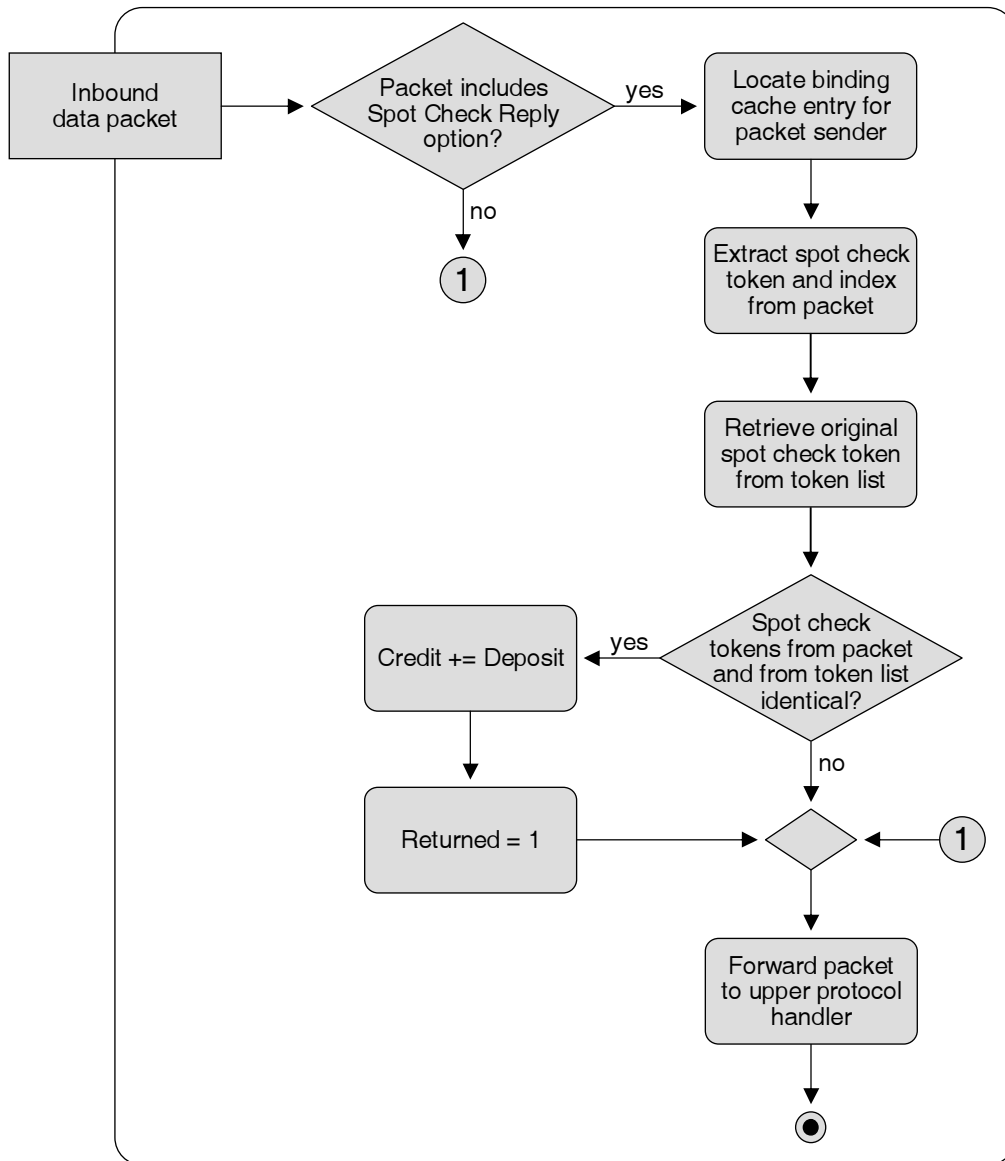 Inbound
data packet
Packet includes
Spot Check Reply
option?
yes
Locate binding
cache entry for
packet sender
no
1
Extract spot check
token and index
from packet
Retrieve original
spot check token
from token list
Spot check
tokens from packet
and from token list
identical?
yes
Credit += Deposit
no
Returned = 1
1
Forward packet
to upper protocol
handler